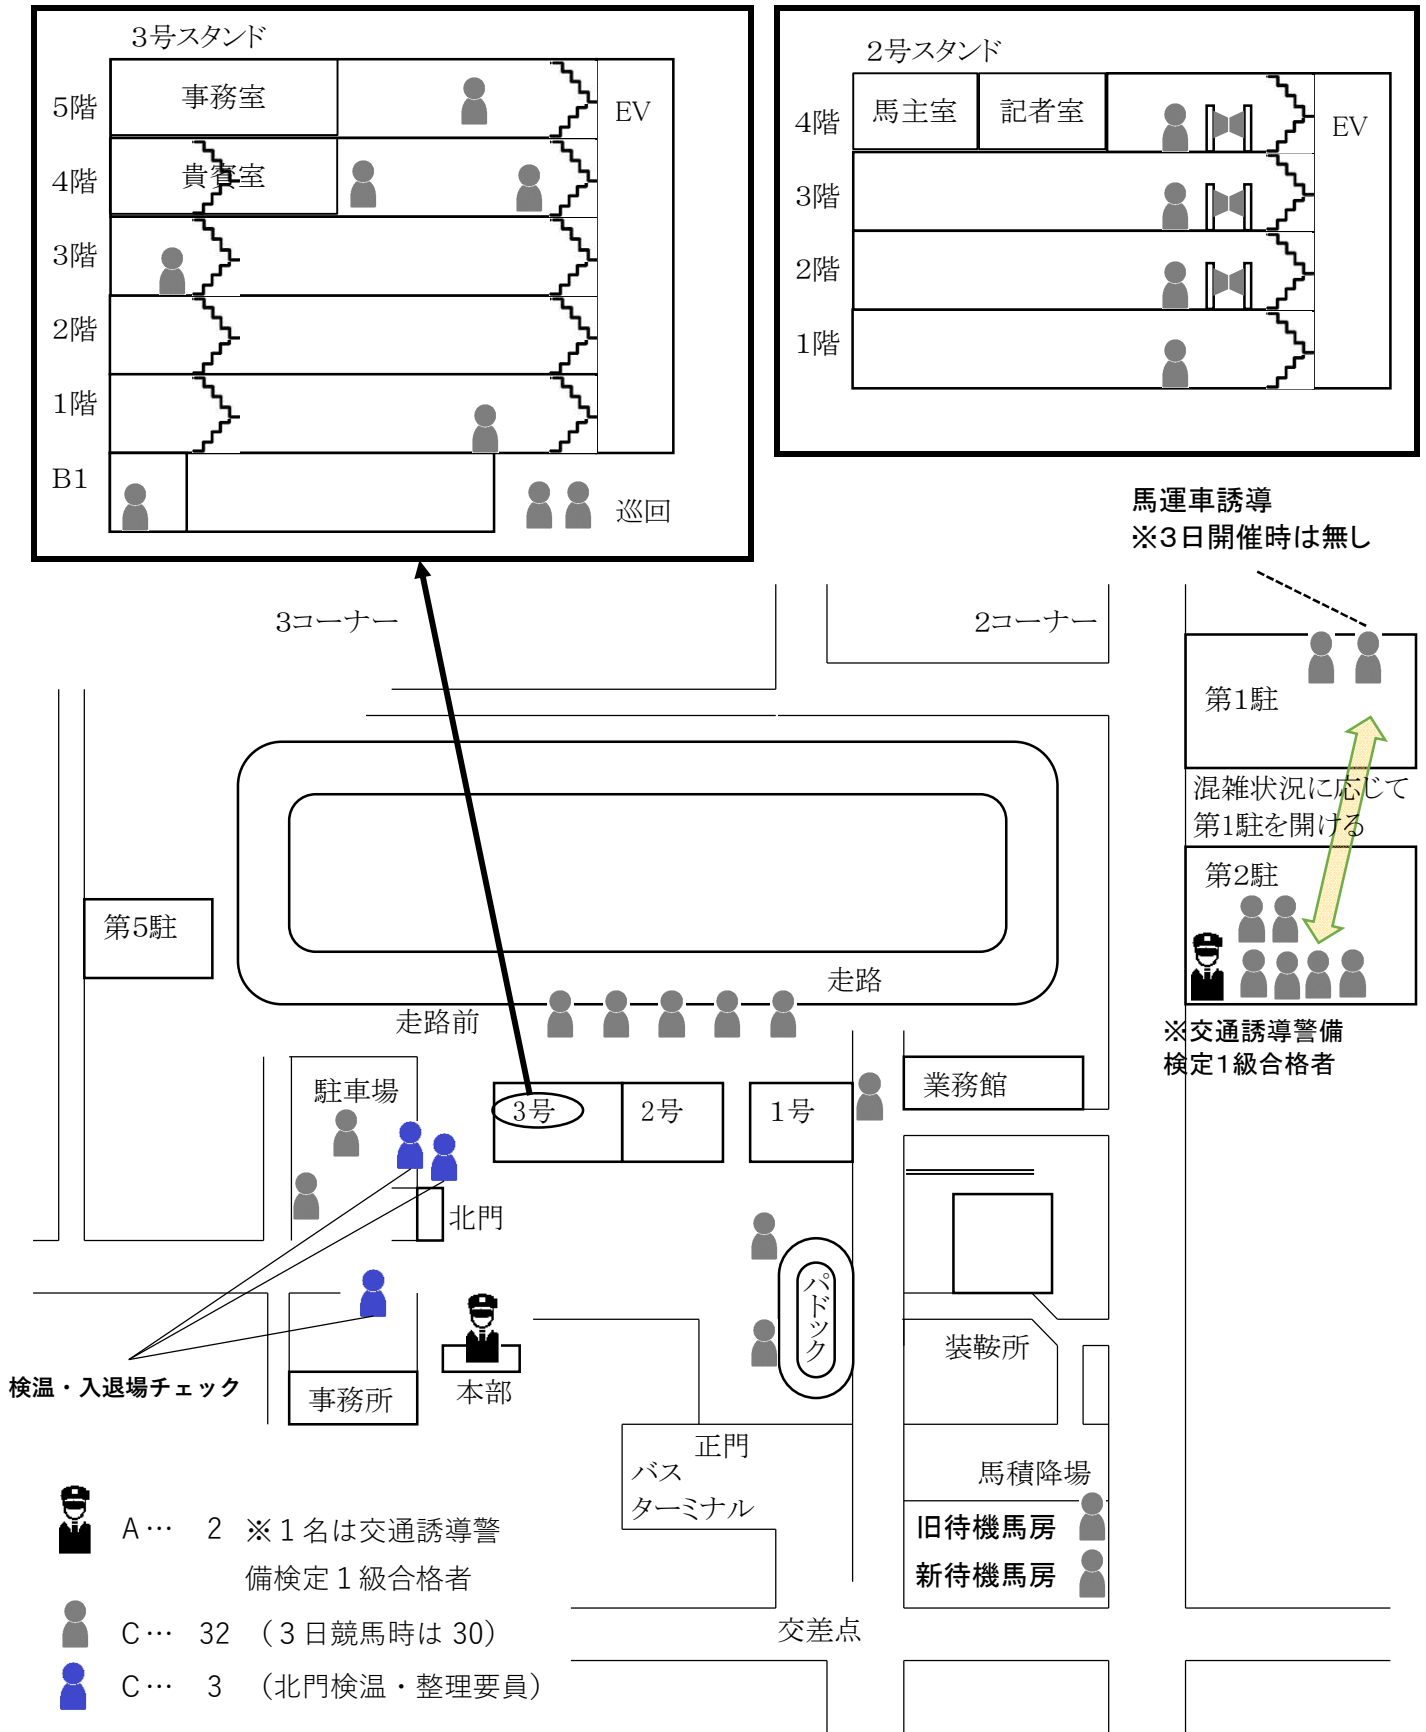 3号スタンド
5階
事務室
EV
4階
貴賓室
3階
2階
1階
B1
巡回
2号スタンド
4階
馬主室
記者室
EV
3階
2階
1階
馬運車誘導
※3日開催時は無し
3コーナー
2コーナー
第1駐
混雑状況に応じて
第1駐を開ける
第2駐
第5駐
走路
走路前
※交通誘導警備
検定1級合格者
駐車場
3号
2号
1号
業務館
北門
パドック
装鞍所
検温・入退場チェック
事務所
本部
正門
バス
ターミナル
馬積降場
旧待機馬房
新待機馬房
交差点
A… 2 ※1名は交通誘導警
備検定1級合格者
C… 32 （3日競馬時は 30）
C… 3 （北門検温・整理要員）